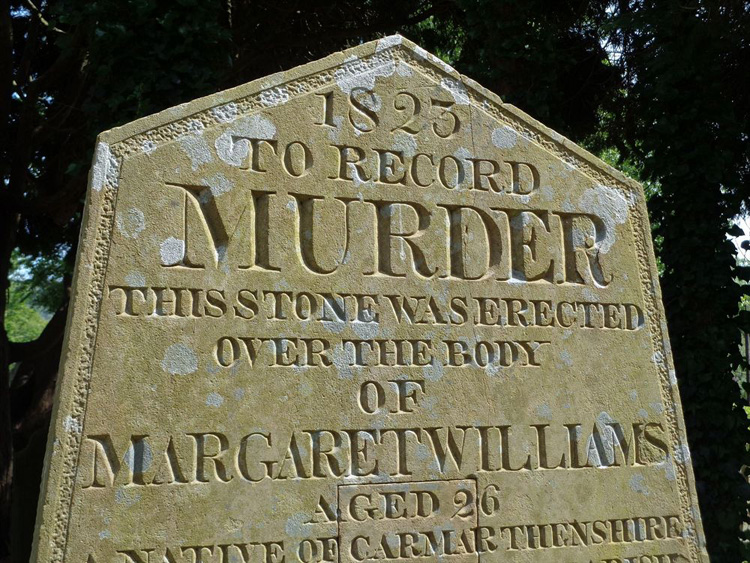 1823
TO RECORD
MURDER
THIS STONE WAS ERECTED
OVER THE BODY
OF
MARGARET WILLIAMS
AGED 26
A NATIVE OF CARMARTHENSHIRE